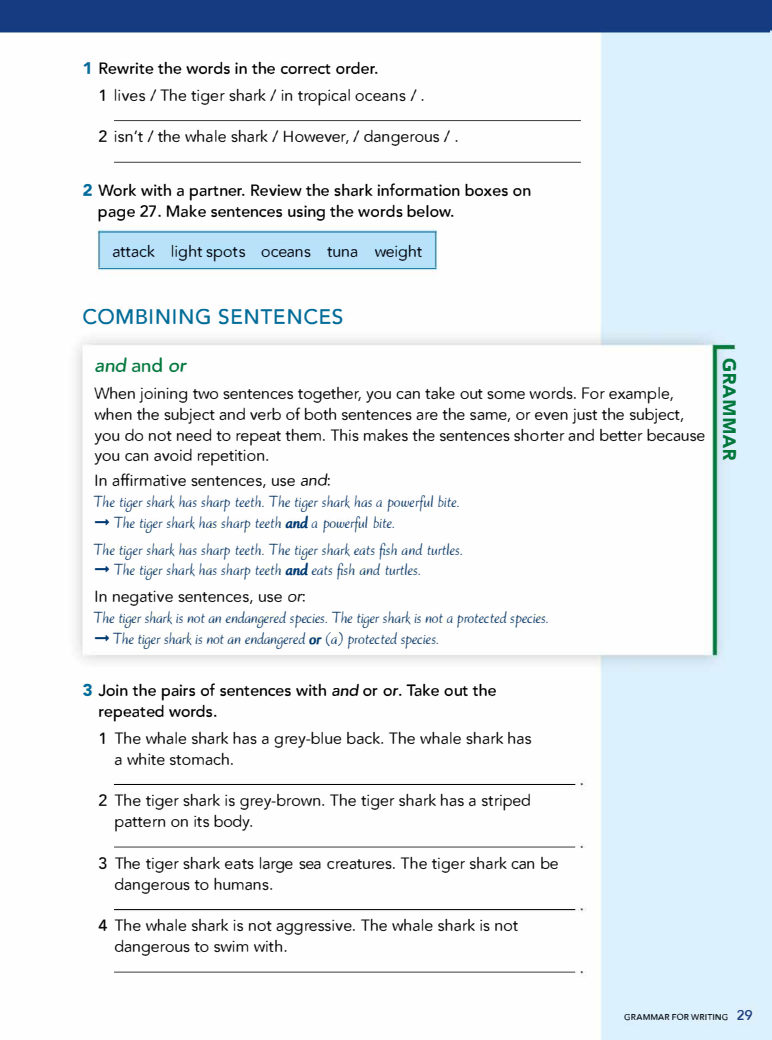 1 Rewrite the words in the correct order.
1 lives / The tiger shark / in tropical oceans / .
2 isn't / the whale shark / However, / dangerous / .
2 Work with a partner. Review the shark information boxes on
page 27. Make sentences using the words below.
attack light spots oceans tuna weight
COMBINING SENTENCES
and and or
When joining two sentences together, you can take out some words. For example,
when the subject and verb of both sentences are the same, or even just the subject,
you do not need to repeat them. This makes the sentences shorter and better because
you can avoid repetition.
In affirmative sentences, use and:
The tiger shark has sharp teeth. The tiger shark has a powerful bite.
→ The tiger shark has sharp teeth and a powerful bite.
The tiger shark has sharp teeth. The tiger shark eats fish and turtles.
→ The tiger shark has sharp teeth and eats fish and turtles.
In negative sentences, use or:
The tiger shark is not an endangered species. The tiger shark is not a protected species.
→ The tiger shark is not an endangered or (a) protected species.
GRAMMAR
3 Join the pairs of sentences with and or or. Take out the
repeated words.
1 The whale shark has a grey-blue back. The whale shark has
a white stomach.
.
2 The tiger shark is grey-brown. The tiger shark has a striped
pattern on its body.
.
3 The tiger shark eats large sea creatures. The tiger shark can be
dangerous to humans.
.
4 The whale shark is not aggressive. The whale shark is not
dangerous to swim with.
.
GRAMMAR FOR WRITING 29